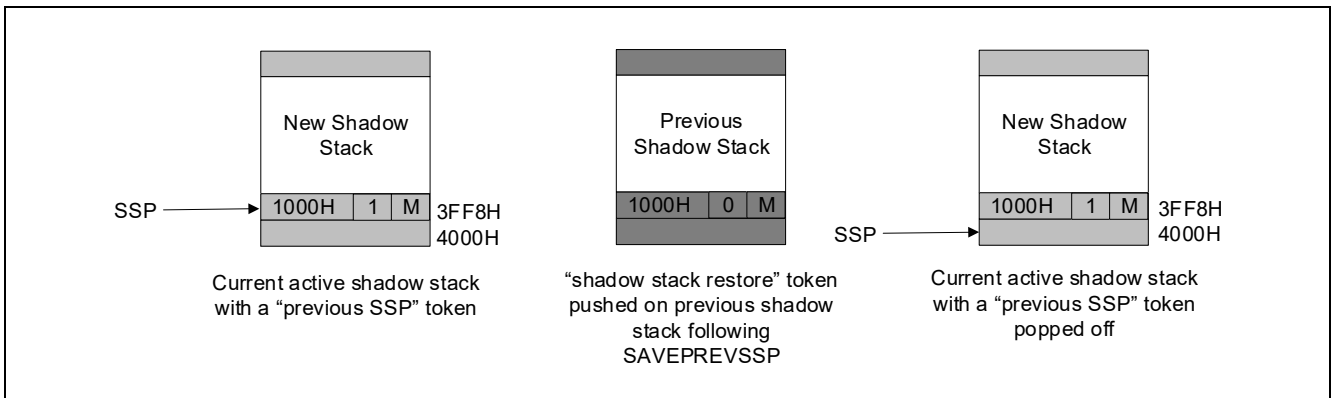 New Shadow
Stack
SSP
1000H 1 M
3FF8H
4000H
Current active shadow stack
with a “previous SSP” token
Previous
Shadow Stack
1000H 0 M
“shadow stack restore” token
pushed on previous shadow
stack following
SAVEPREVSSP
New Shadow
Stack
1000H 1 M
3FF8H
SSP
4000H
Current active shadow stack
with a “previous SSP” token
popped off